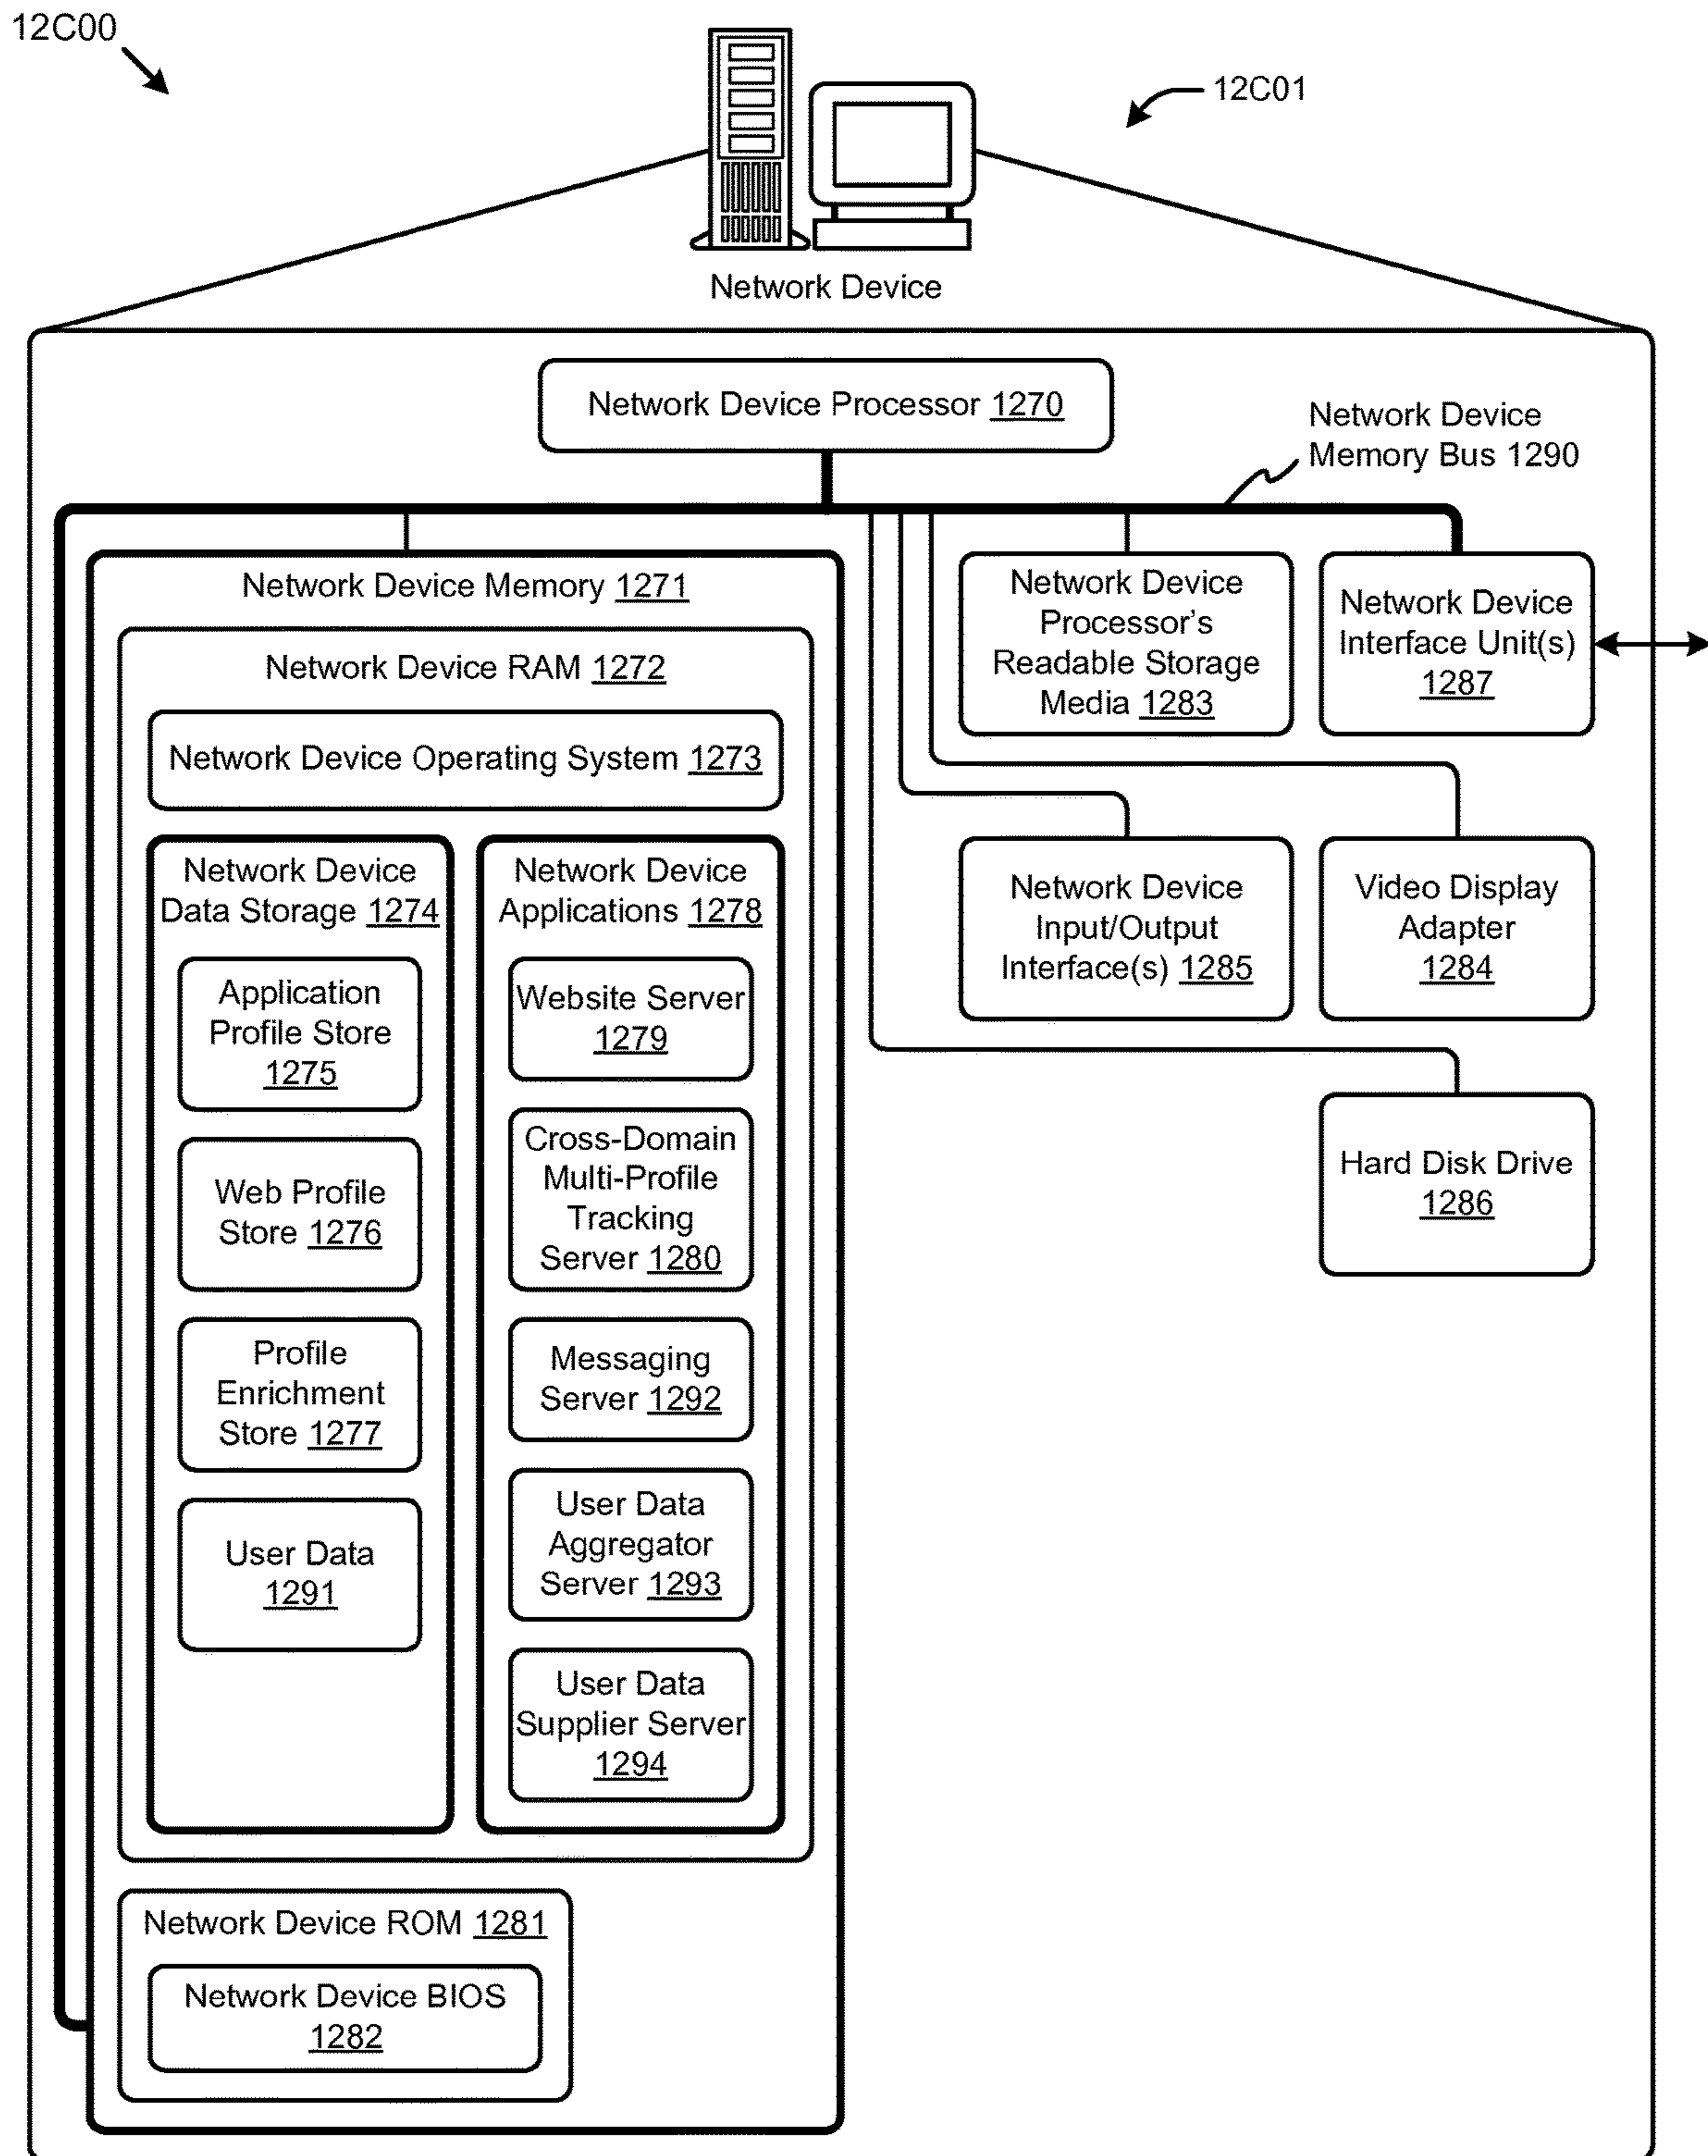 12C00
12C01
Network Device
Network Device Processor 1270
Network Device
Memory Bus 1290
Network Device Memory 1271
Network Device RAM 1272
Network Device Operating System 1273
Network Device
Data Storage 1274
Application
Profile Store
1275
Web Profile
Store 1276
Profile
Enrichment
Store 1277
User Data
1291
Network Device
Applications 1278
Website Server
1279
Cross-Domain
Multi-Profile
Tracking
Server 1280
Messaging
Server 1292
User Data
Aggregator
Server 1293
User Data
Supplier Server
1294
Network Device ROM 1281
Network Device BIOS
1282
Network Device
Processor’s
Readable Storage
Media 1283
Network Device
Interface Unit(s)
1287
Network Device
Input/Output
Interface(s) 1285
Video Display
Adapter
1284
Hard Disk Drive
1286